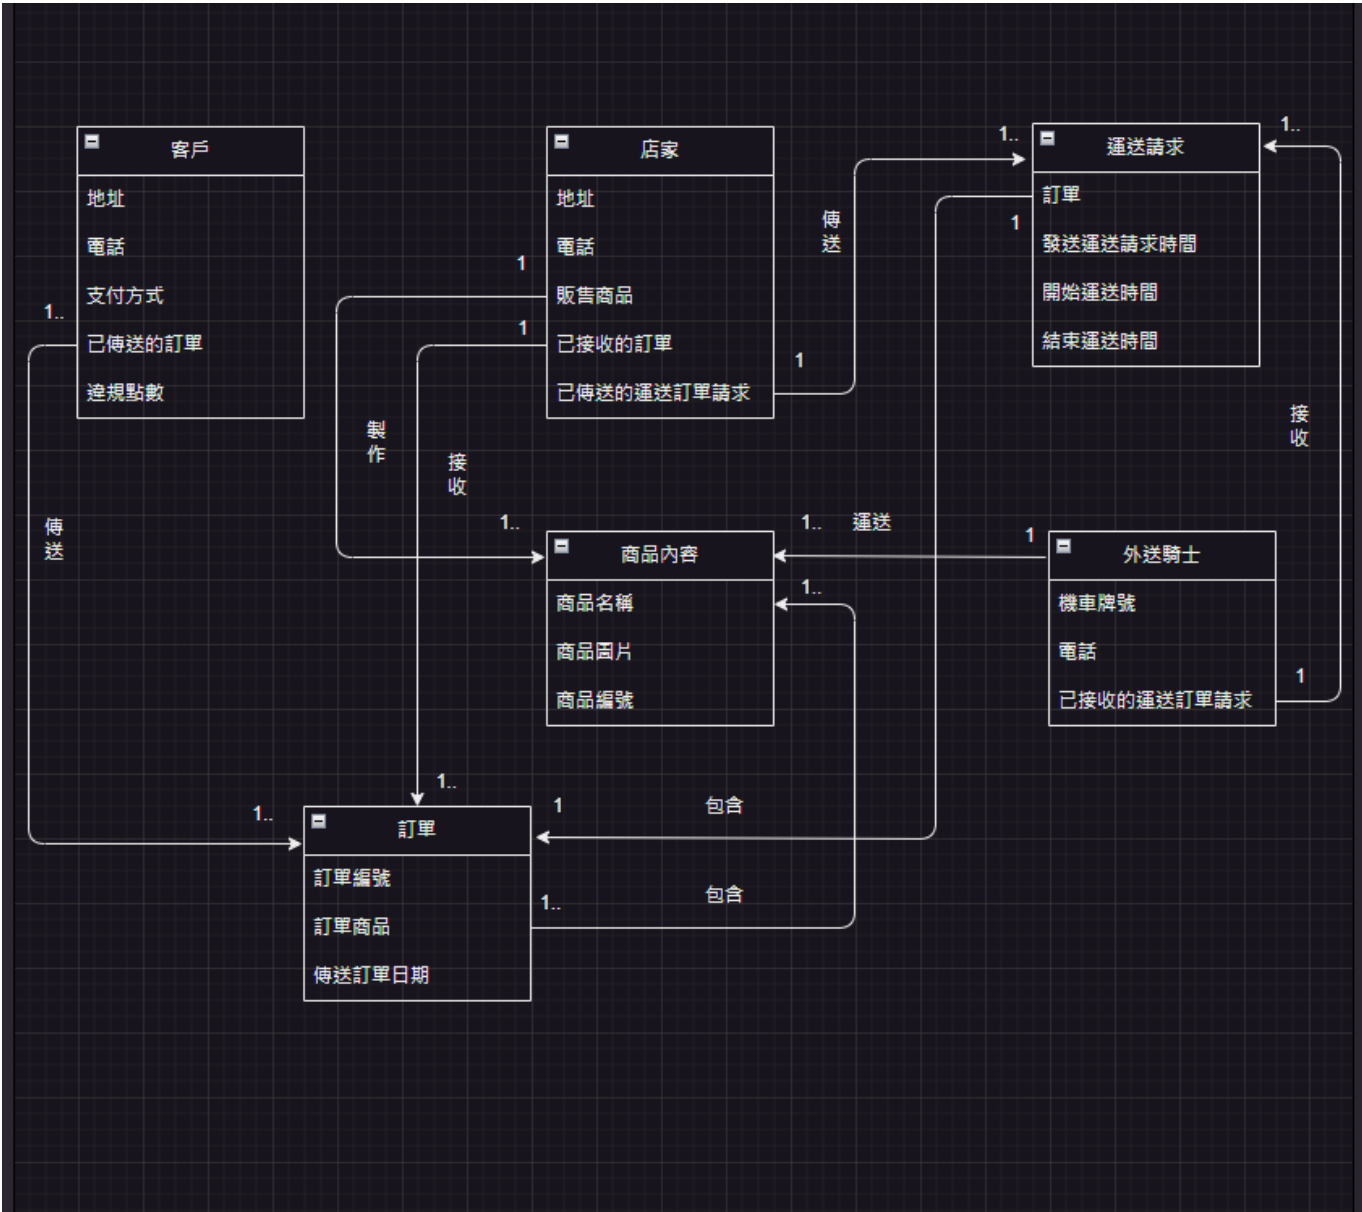 客戶
地址
電話
支付方式
已傳送的訂單
違規點數
1..
傳
送
店家
地址
電話
販售商品
已接收的訂單
已傳送的運送訂單請求
1
1
1
製
作
接
收
傳
送
1..
運送請求
1..
訂單
1
發送運送請求時間
開始運送時間
結束運送時間
接
收
1..
商品內容
商品名稱
商品圖片
商品編號
1..
運送
1
1..
外送騎士
機車牌號
電話
已接收的運送訂單請求
1
1..
1..
訂單
訂單編號
訂單商品
傳送訂單日期
1
包含
1..
包含